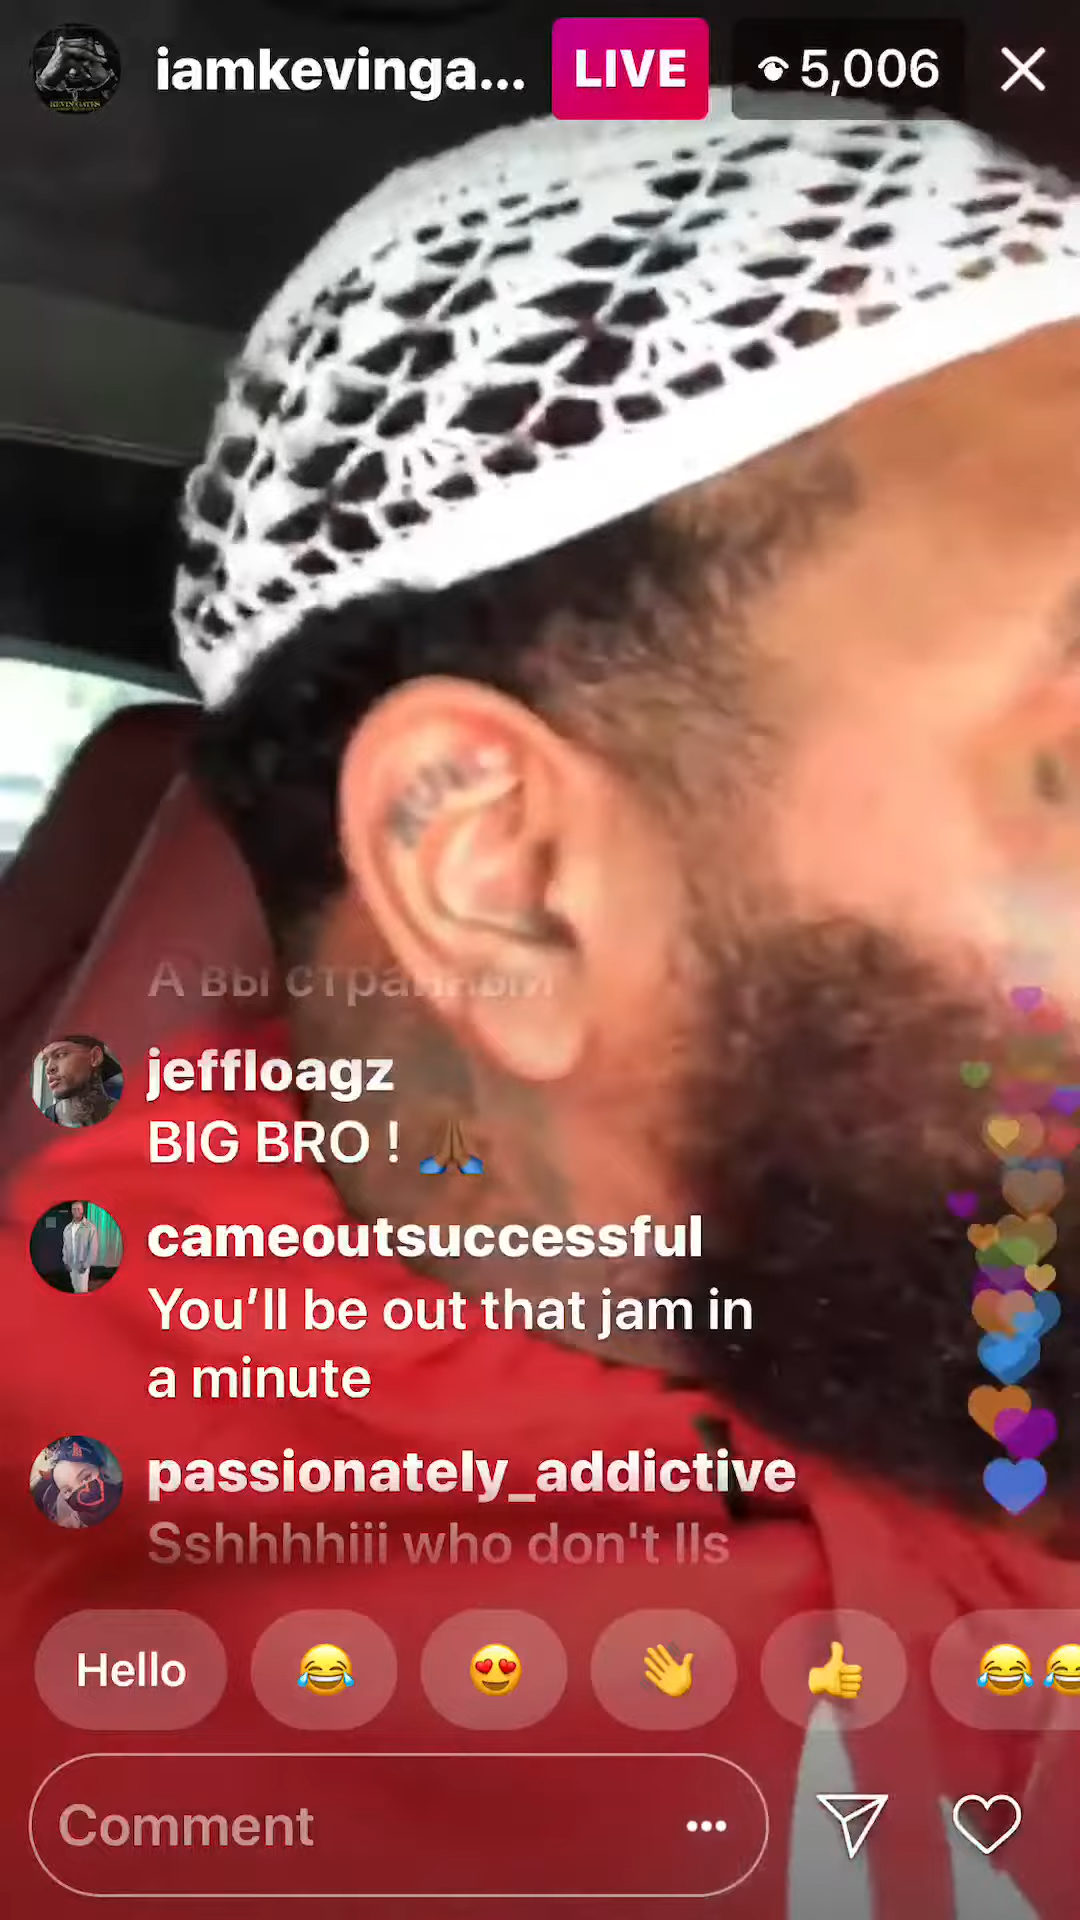 iamkevinga...
LIVE
5,006
А вы странный
jeffloagz
BIG BRO ! 🙏🏾
cameoutsuccessful
You’ll be out that jam in
a minute
passionately_addictive
Sshhhhiii who don't lls
Hello
😂
😍
👋
👍
😂😂
Comment